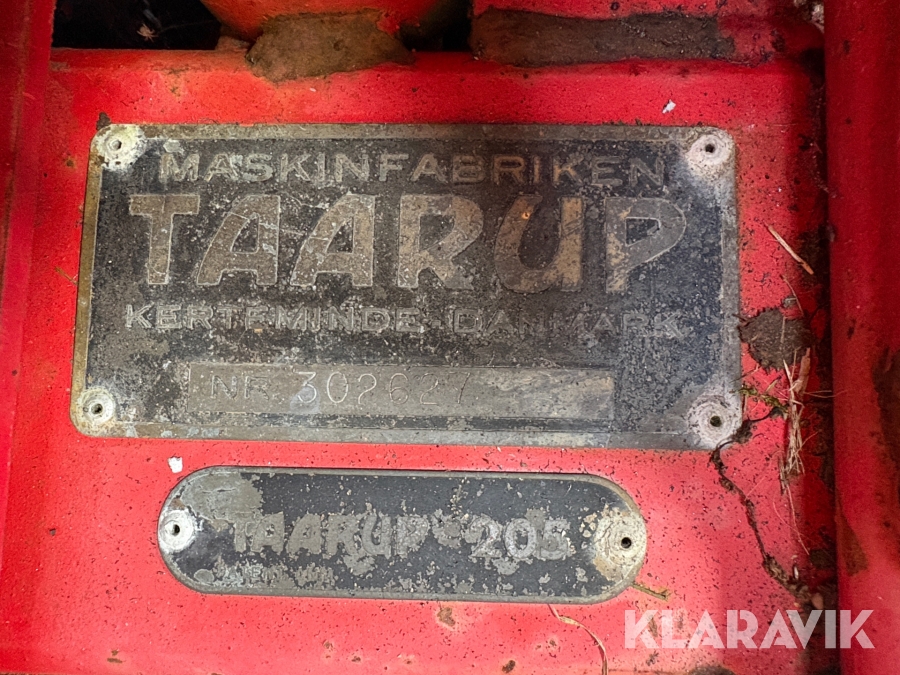 MASKINFABRIKEN
TAARUP
KERTEMINDE-DANMARK
NR. 302627
TAARUP 205
KLARAVIK